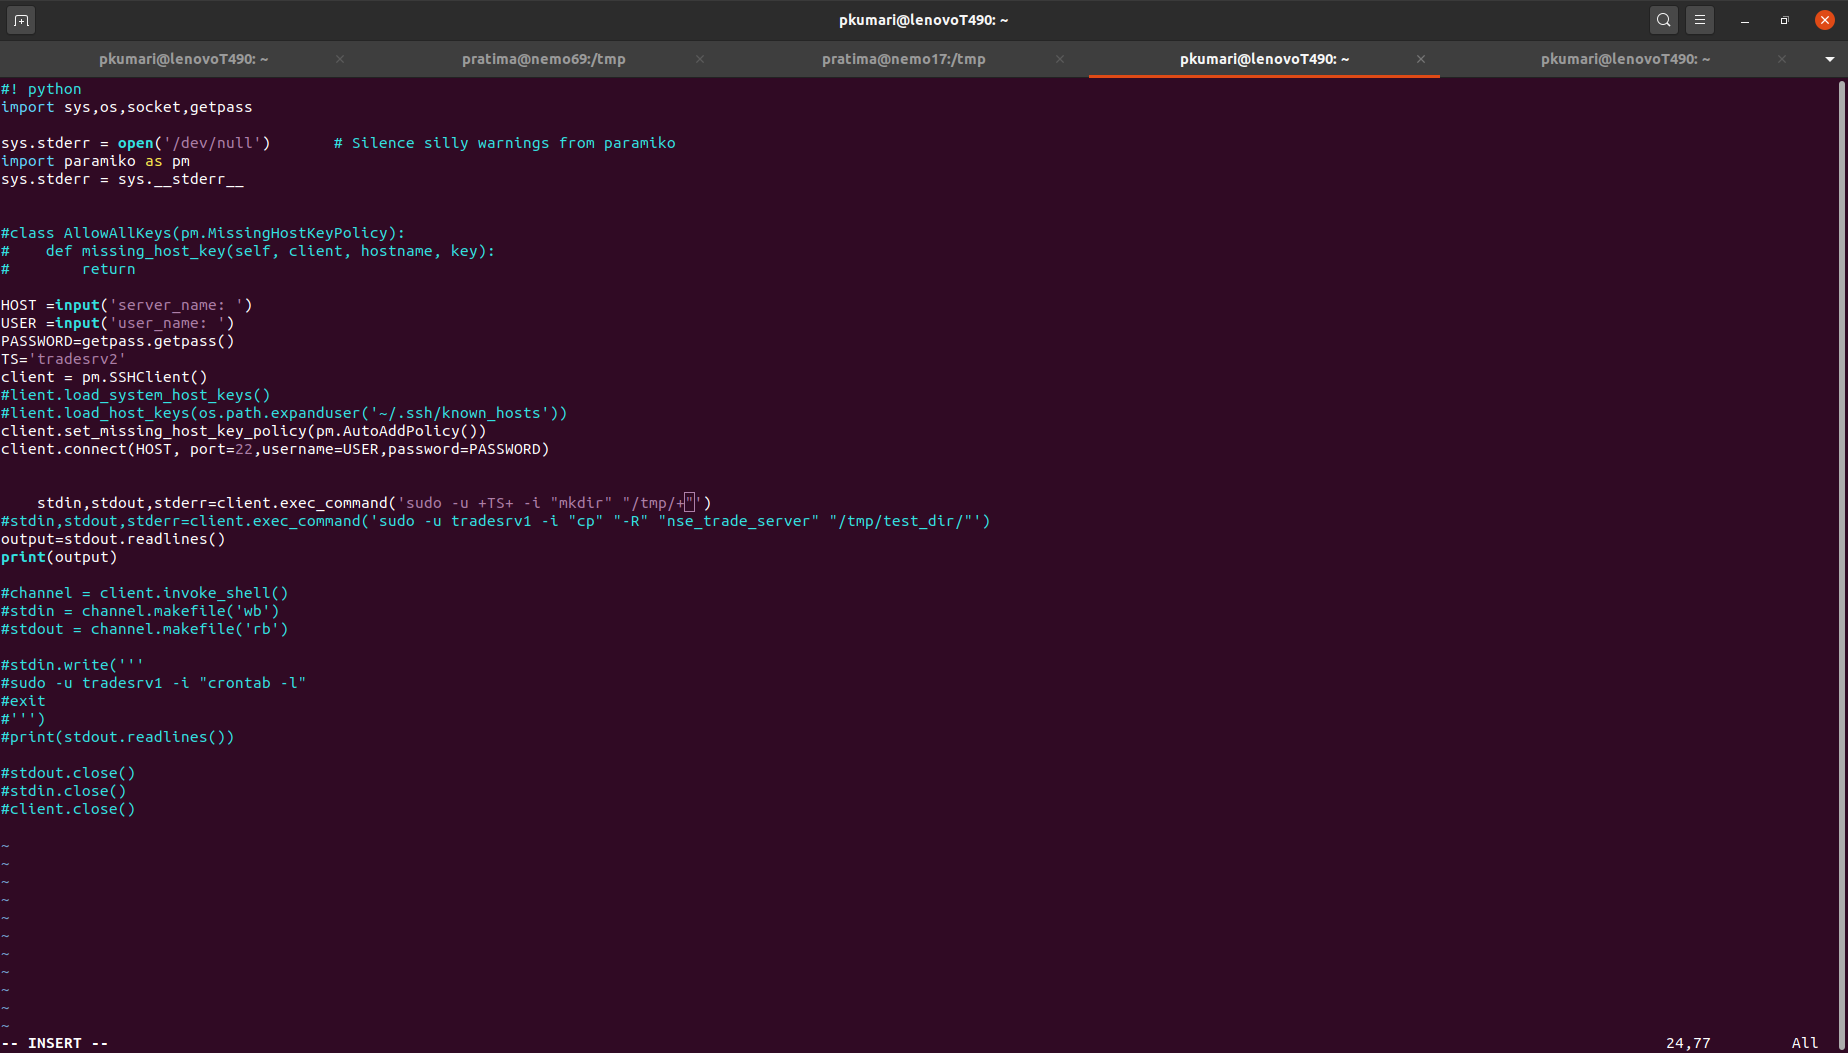 pkumari@lenovoT490: ~
pkumari@lenovoT490: ~
pratima@nemo69:/tmp
pratima@nemo17:/tmp
pkumari@lenovoT490: ~
pkumari@lenovoT490: ~
#! python
import sys,os,socket,getpass
sys.stderr = open('/dev/null')       # Silence silly warnings from paramiko
import paramiko as pm
sys.stderr = sys.__stderr__
#class AllowAllKeys(pm.MissingHostKeyPolicy):
#    def missing_host_key(self, client, hostname, key):
#        return
HOST =input('server_name: ')
USER =input('user_name: ')
PASSWORD=getpass.getpass()
TS='tradesrv2'
client = pm.SSHClient()
#lient.load_system_host_keys()
#lient.load_host_keys(os.path.expanduser('~/.ssh/known_hosts'))
client.set_missing_host_key_policy(pm.AutoAddPolicy())
client.connect(HOST, port=22,username=USER,password=PASSWORD)
    stdin,stdout,stderr=client.exec_command('sudo -u +TS+ -i "mkdir" "/tmp/+"')
#stdin,stdout,stderr=client.exec_command('sudo -u tradesrv1 -i "cp" "-R" "nse_trade_server" "/tmp/test_dir/"')
output=stdout.readlines()
print(output)
#channel = client.invoke_shell()
#stdin = channel.makefile('wb')
#stdout = channel.makefile('rb')
#stdin.write('''
#sudo -u tradesrv1 -i "crontab -l"
#exit
#''')
#print(stdout.readlines())
#stdout.close()
#stdin.close()
#client.close()
~
~
~
~
~
~
~
~
~
~
~
-- INSERT --                    24,77         All